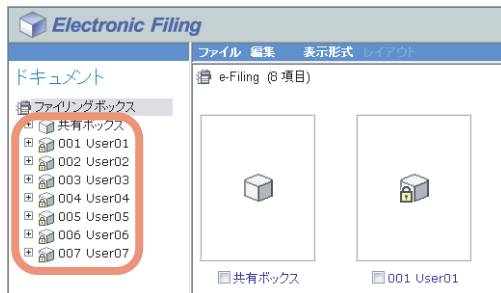 Electronic Filing
ファイル 編集 表示形式 レイアウト
ドキュメント
ファイリングボックス
共有ボックス
001 User01
002 User02
003 User03
004 User04
005 User05
006 User06
007 User07
e-Filing (8 項目)
共有ボックス
001 User01